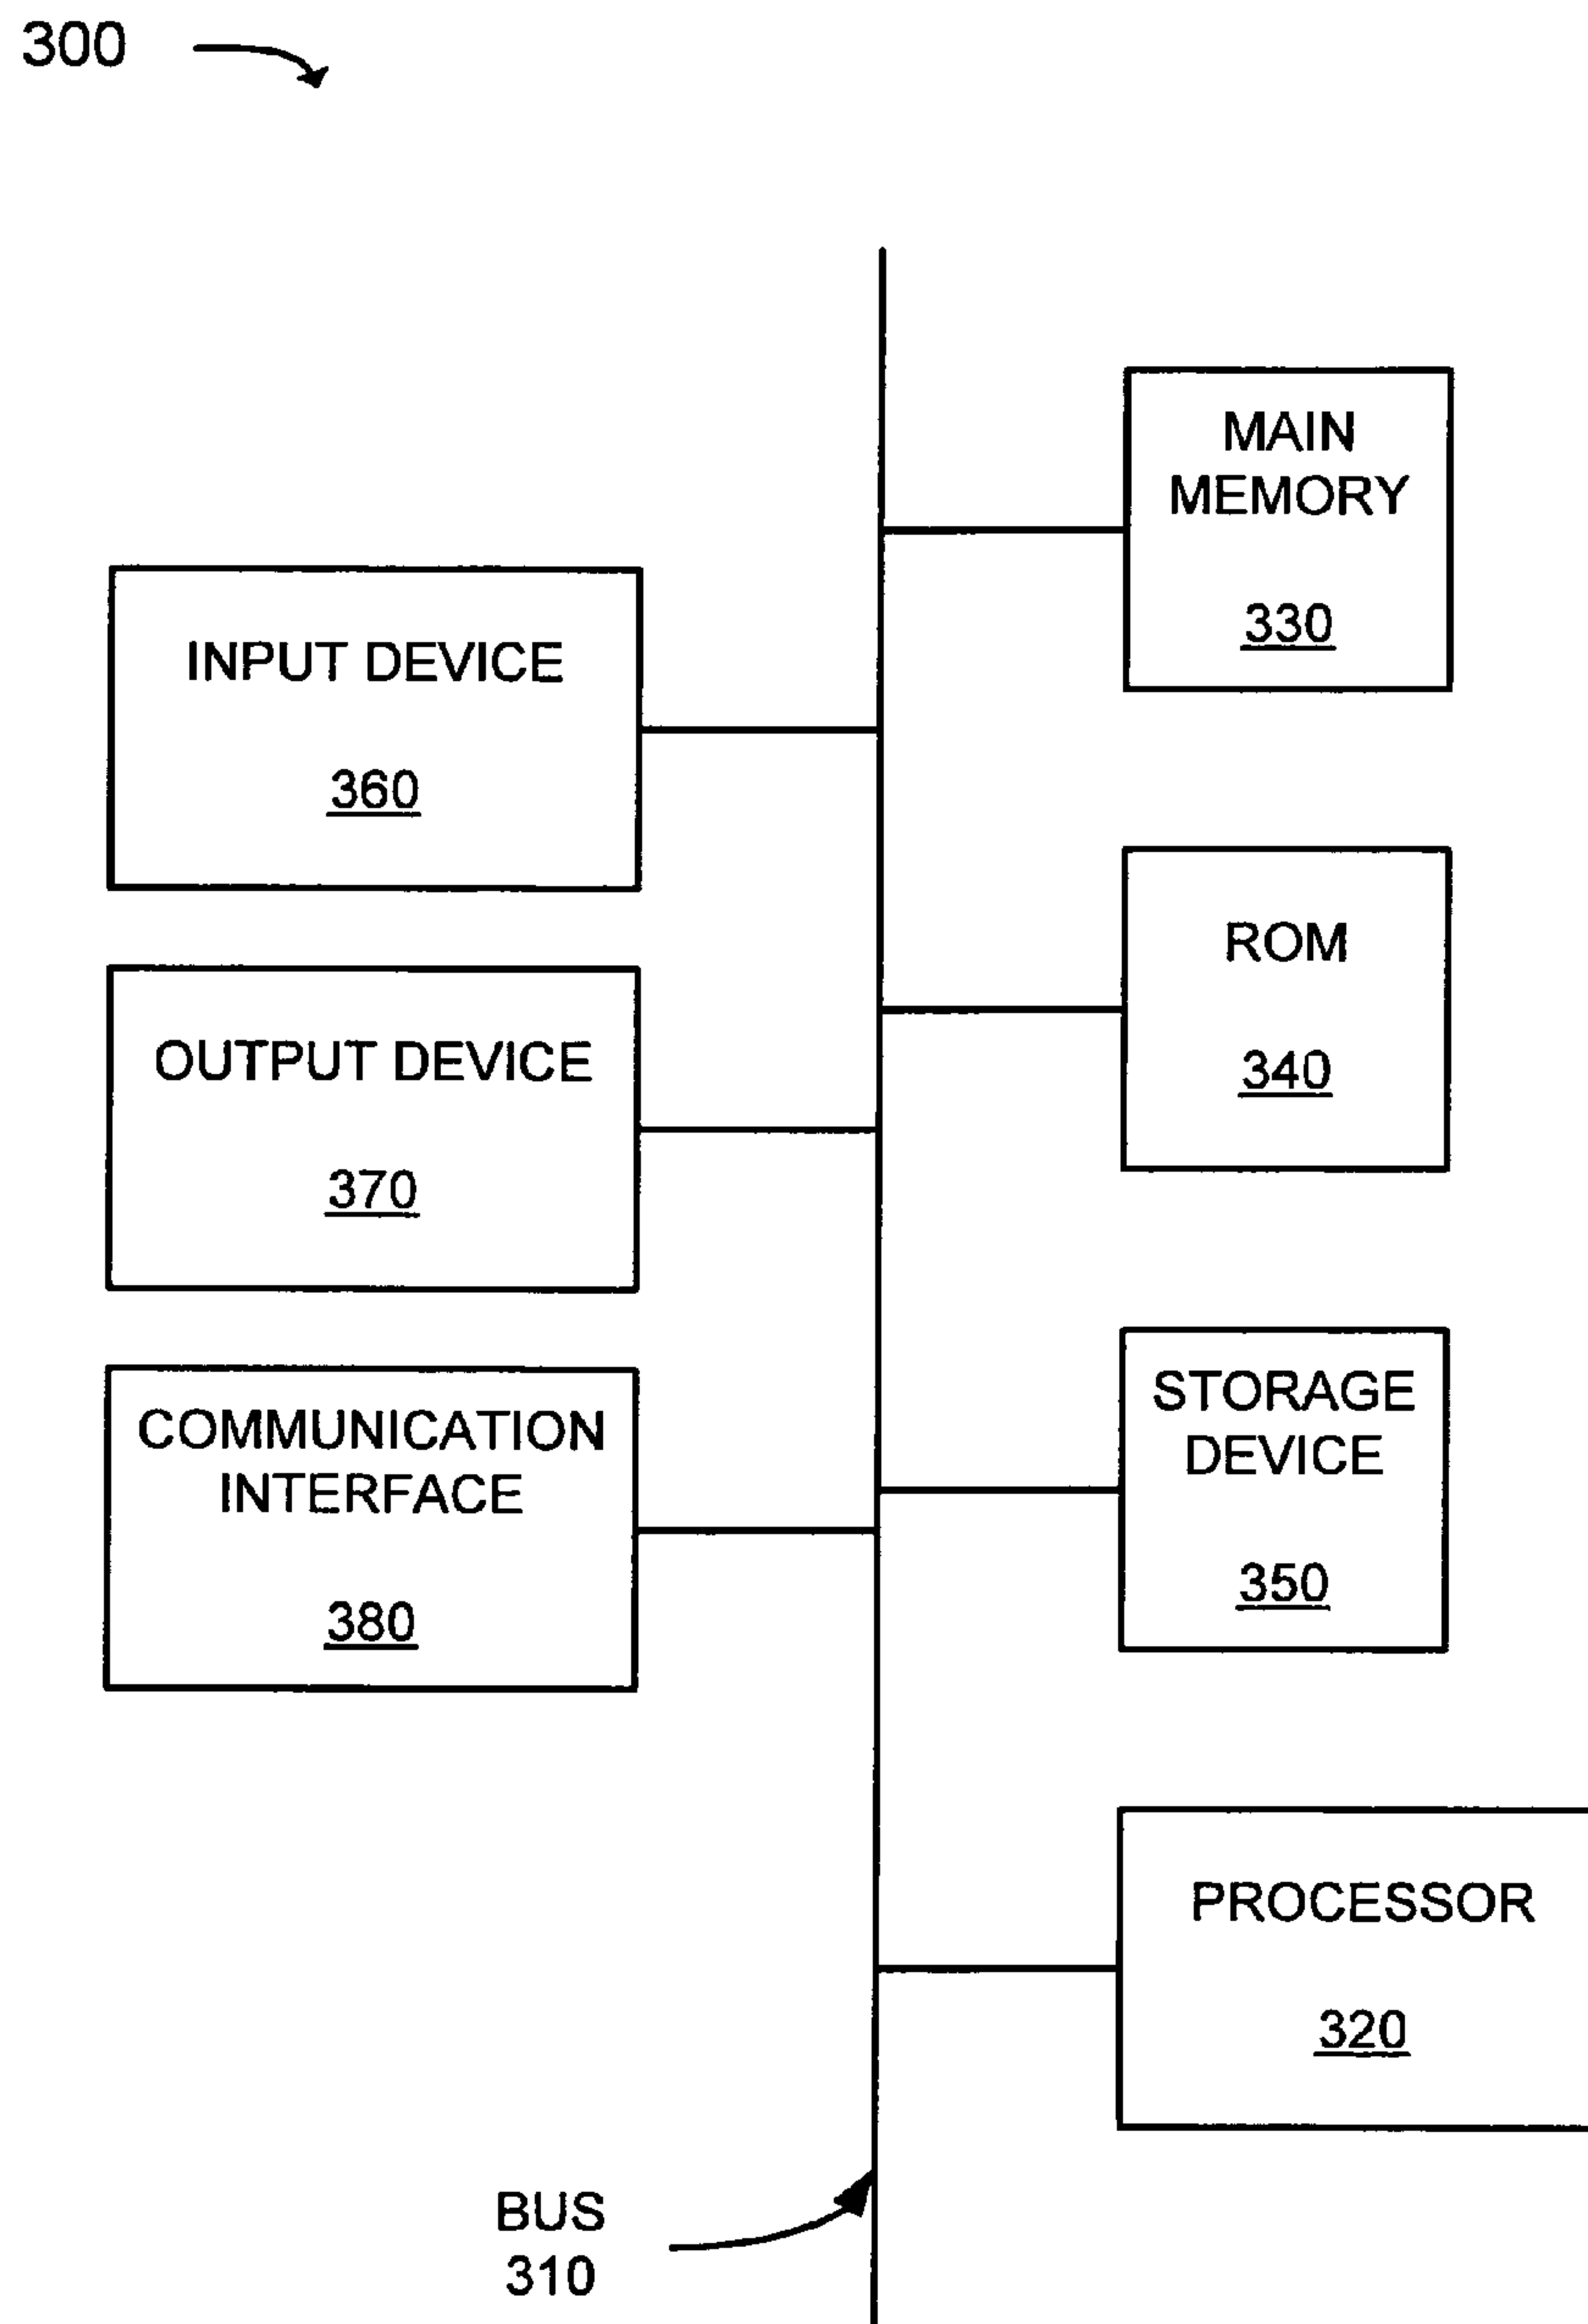 300
MAIN
MEMORY
330
INPUT DEVICE
360
ROM
340
OUTPUT DEVICE
370
STORAGE
DEVICE
350
COMMUNICATION
INTERFACE
380
PROCESSOR
320
BUS
310